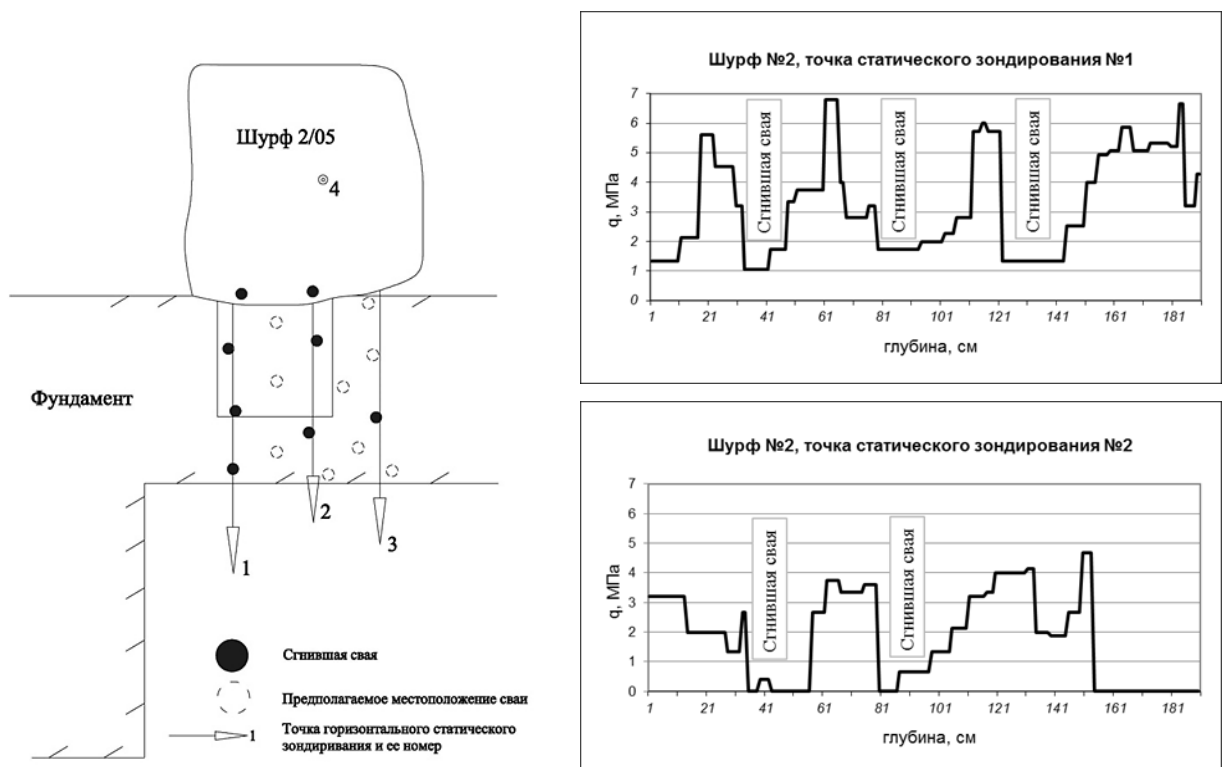 Шурф 2/05
4
Фундамент
1
2
3
Сгнившая свая
Предполагаемое местоположение сваи
1
Точка горизонтального статического
зондиривания и ее номер
Шурф №2, точка статического зондирования №1
q, МПа
7
6
5
4
3
2
1
0
Сгнившая свая
Сгнившая свая
Сгнившая свая
1 21 41 61 81 101 121 141 161 181
глубина, см
Шурф №2, точка статического зондирования №2
q, МПа
7
6
5
4
3
2
1
0
Сгнившая свая
Сгнившая свая
1 21 41 61 81 101 121 141 161 181
глубина, см